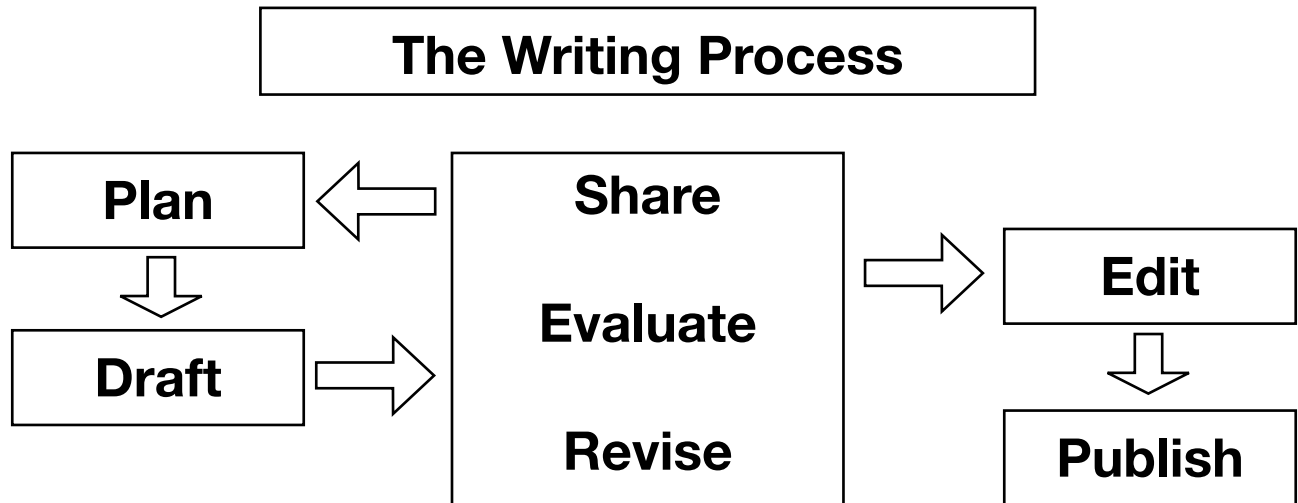 The Writing Process
Plan
Draft
Share
Evaluate
Revise
Edit
Publish